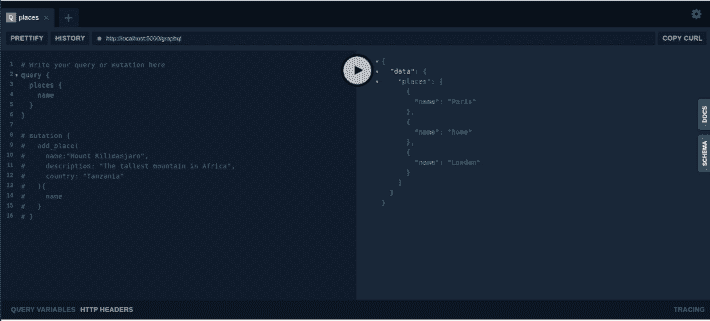 Q places ×
+
PRETTIFY
HISTORY
http://localhost:5000/graphql
COPY CURL
1 # Write your query or mutation here
2 query {
3 places {
4 name
5 }
6 }
7
8 # mutation {
9 # add_place(
10 # name:"Mount Kilimanjaro",
11 # description: "The tallest mountain in Africa",
12 # country: "Tanzania"
13 # ){
14 # name
15 # }
16 # }
{
"data": {
"places": [
{
"name": "Paris"
},
{
"name": "Rome"
},
{
"name": "London"
}
]
}
}
DOCS
SCHEMA
QUERY VARIABLES
HTTP HEADERS
TRACING